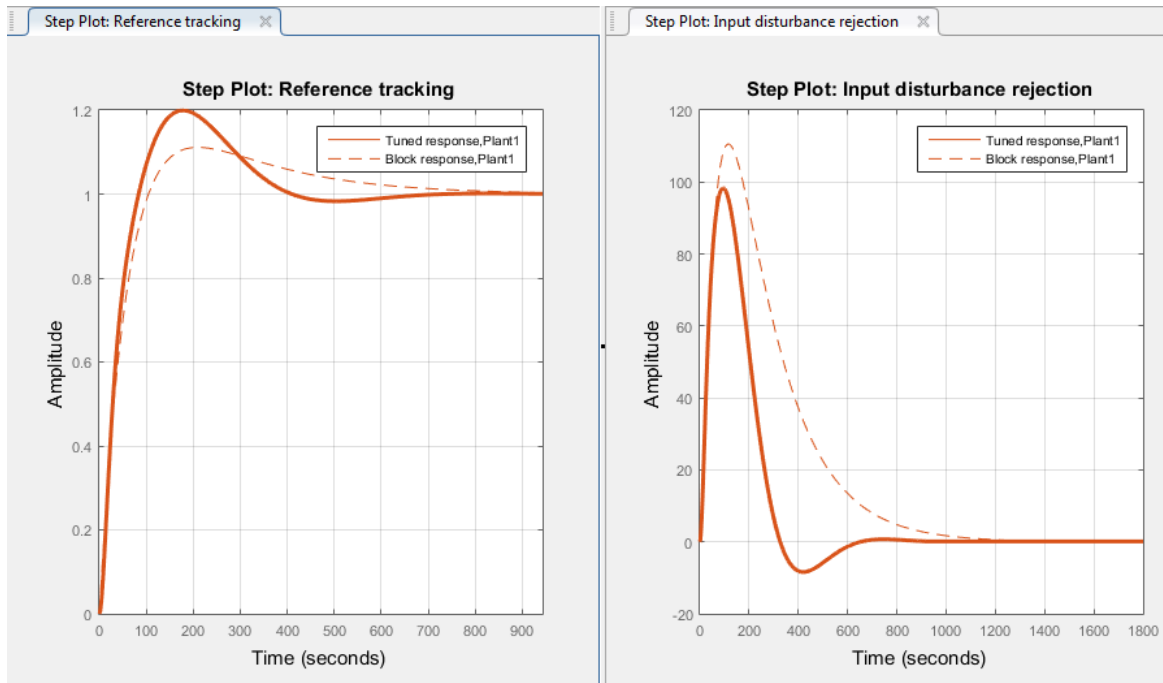 Step Plot: Reference tracking
Step Plot: Input disturbance rejection
Step Plot: Reference tracking
Tuned response,Plant1
Block response,Plant1
Amplitude
1.2
1
0.8
0.6
0.4
0.2
0
0 100 200 300 400 500 600 700 800 900
Time (seconds)
Step Plot: Input disturbance rejection
Tuned response,Plant1
Block response,Plant1
Amplitude
120
100
80
60
40
20
0
-20
0 200 400 600 800 1000 1200 1400 1600 1800
Time (seconds)